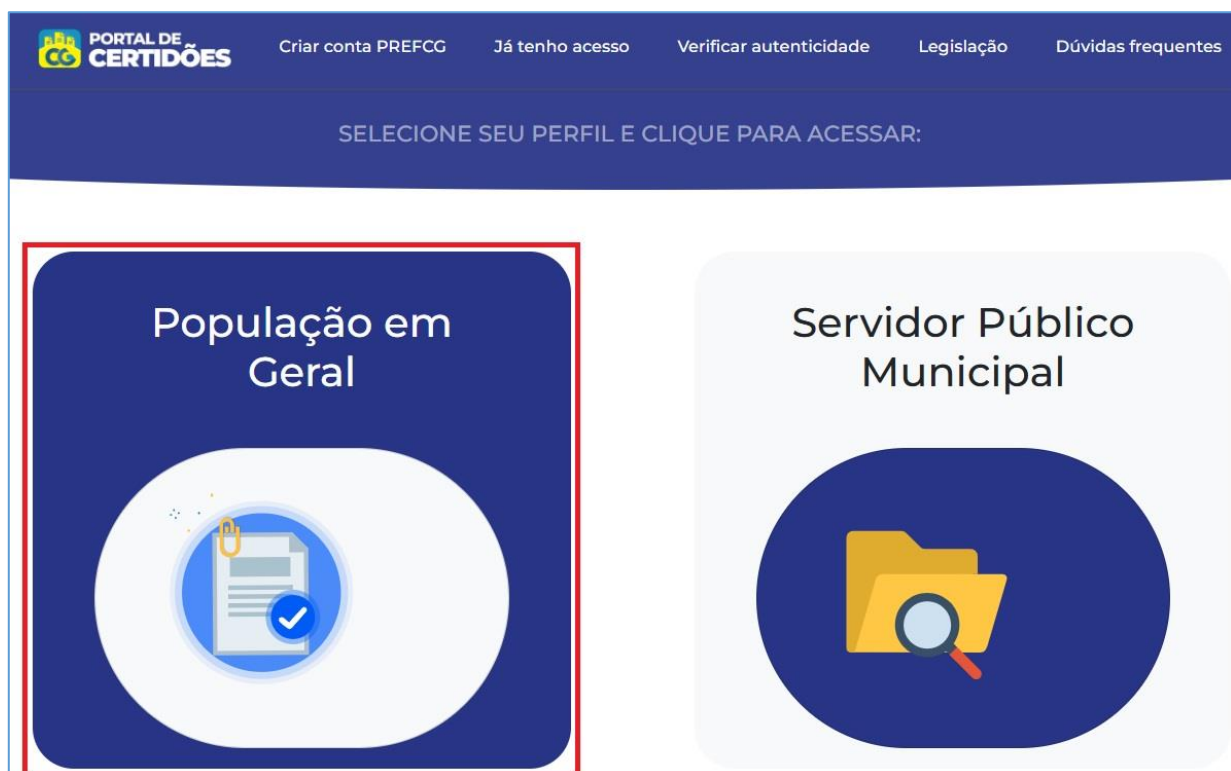 PORTAL DE
CG CERTIDÕES
Criar conta PREFCG
Já tenho acesso
Verificar autenticidade
Legislação
Dúvidas frequentes
SELECIONE SEU PERFIL E CLIQUE PARA ACESSAR:
População em
Geral
Servidor Público
Municipal